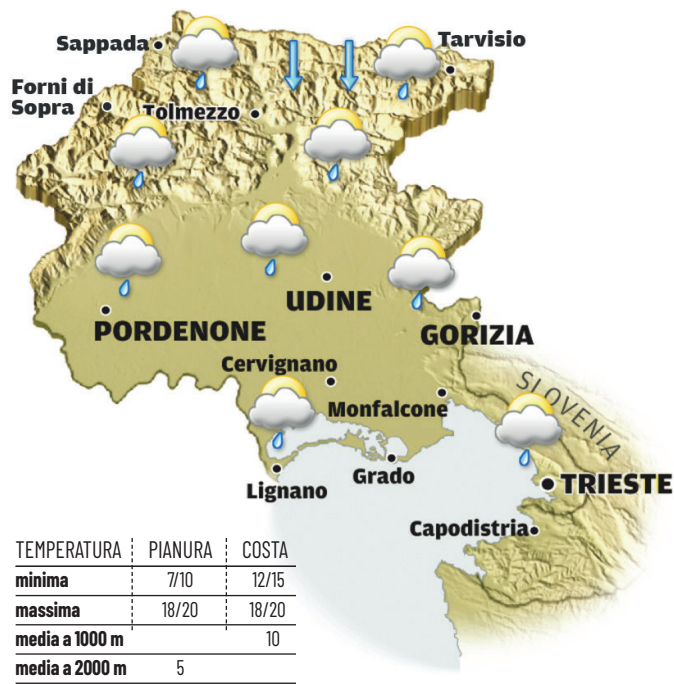 Sappada
Tarvisio
Forni di
Sopra
Tolmezzo
UDINE
PORDENONE
GORIZIA
Cervignano
SLOVENIA
Monfalcone
Grado
Lignano
TRIESTE
Capodistria
TEMPERATURA PIANURA COSTA
minima 7/10 12/15
massima 18/20 18/20
media a 1000 m 10
media a 2000 m 5